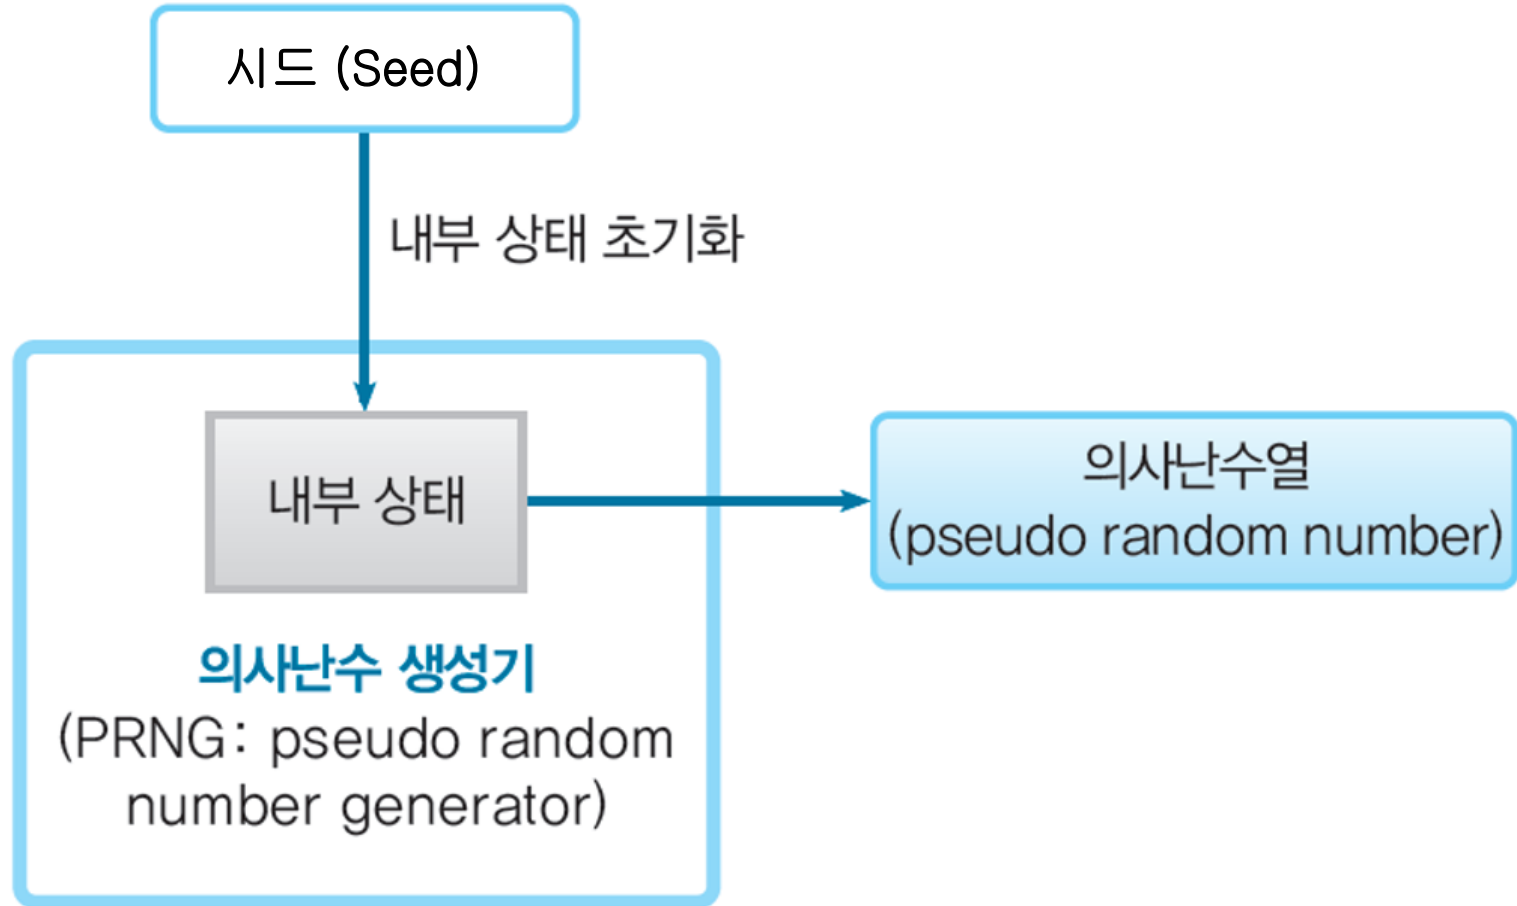 시드 (Seed)
내부 상태 초기화
내부 상태
의사난수열
(pseudo random number)
의사난수 생성기
(PRNG: pseudo random
number generator)